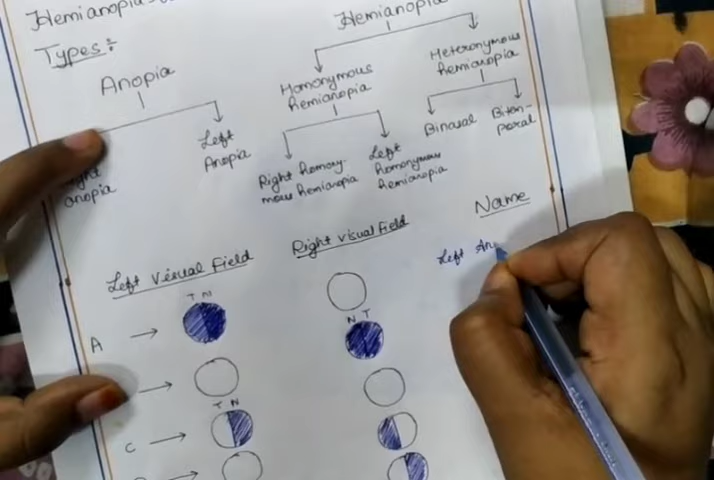 Hemianopia
Types:
Anopia
Left
Anopia
anopia
Hemianopia
Homonymous
hemianopia
Heteronymous
hemianopia
Right homony-
mous hemianopia
Left
homonymous
hemianopia
Binasal
Bitem-
poral
Left Visual Field
Right Visual Field
Name
Left An
T N
A
N T
T N
C